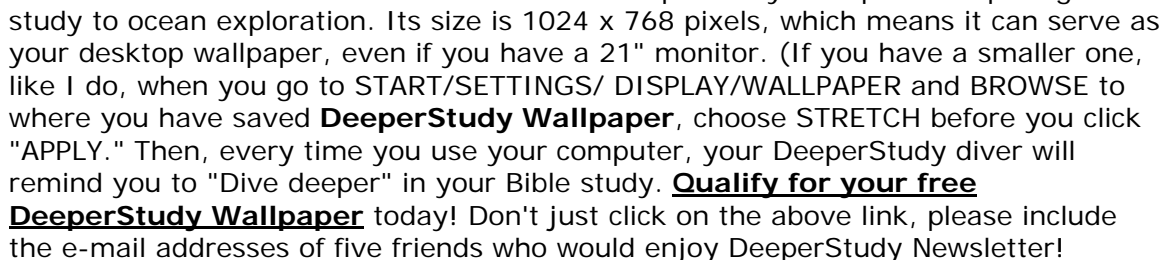 study to ocean exploration. Its size is 1024 x 768 pixels, which means it can serve as
your desktop wallpaper, even if you have a 21" monitor. (If you have a smaller one,
like I do, when you go to START/SETTINGS/ DISPLAY/WALLPAPER and BROWSE to
where you have saved DeeperStudy Wallpaper, choose STRETCH before you click
"APPLY." Then, every time you use your computer, your DeeperStudy diver will
remind you to "Dive deeper" in your Bible study. Qualify for your free
DeeperStudy Wallpaper today! Don't just click on the above link, please include
the e-mail addresses of five friends who would enjoy DeeperStudy Newsletter!